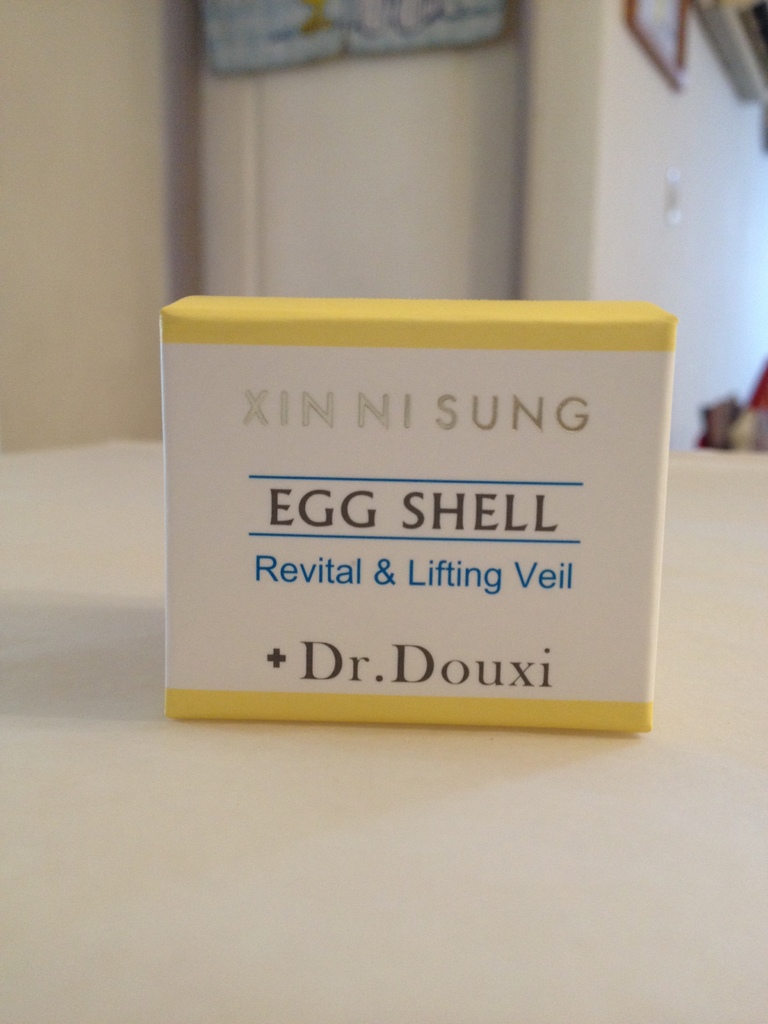 XIN NI SUNG
EGG SHELL
Revital & Lifting Veil
+Dr.Douxi